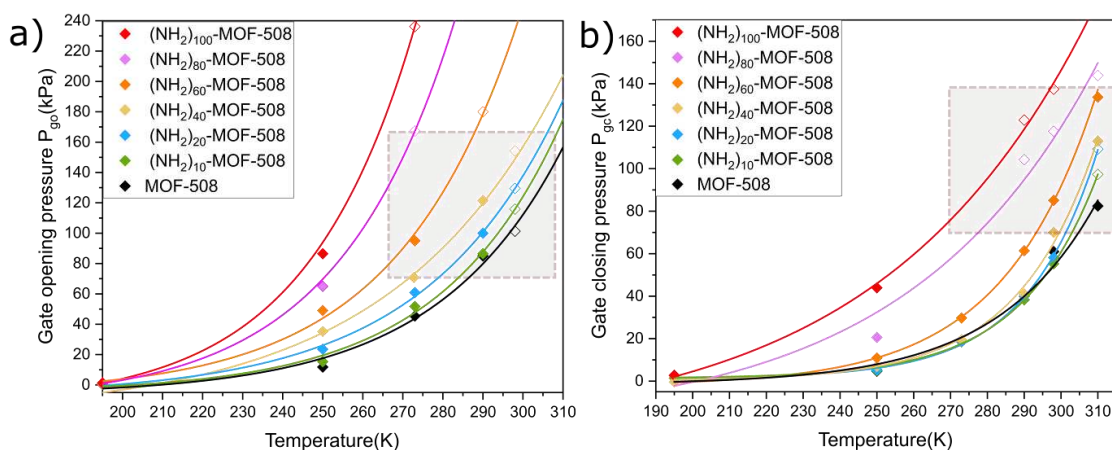 a)
240
220
200
180
160
140
120
100
80
60
40
20
0
Gate opening pressure P_go(kPa)
(NH₂)₁₀₀-MOF-508
(NH₂)₈₀-MOF-508
(NH₂)₆₀-MOF-508
(NH₂)₄₀-MOF-508
(NH₂)₂₀-MOF-508
(NH₂)₁₀-MOF-508
MOF-508
200 210 220 230 240 250 260 270 280 290 300 310
Temperature(K)
b)
160
140
120
100
80
60
40
20
0
Gate closing pressure P_gc(kPa)
(NH₂)₁₀₀-MOF-508
(NH₂)₈₀-MOF-508
(NH₂)₆₀-MOF-508
(NH₂)₄₀-MOF-508
(NH₂)₂₀-MOF-508
(NH₂)₁₀-MOF-508
MOF-508
190 200 210 220 230 240 250 260 270 280 290 300 310
Temperature(K)